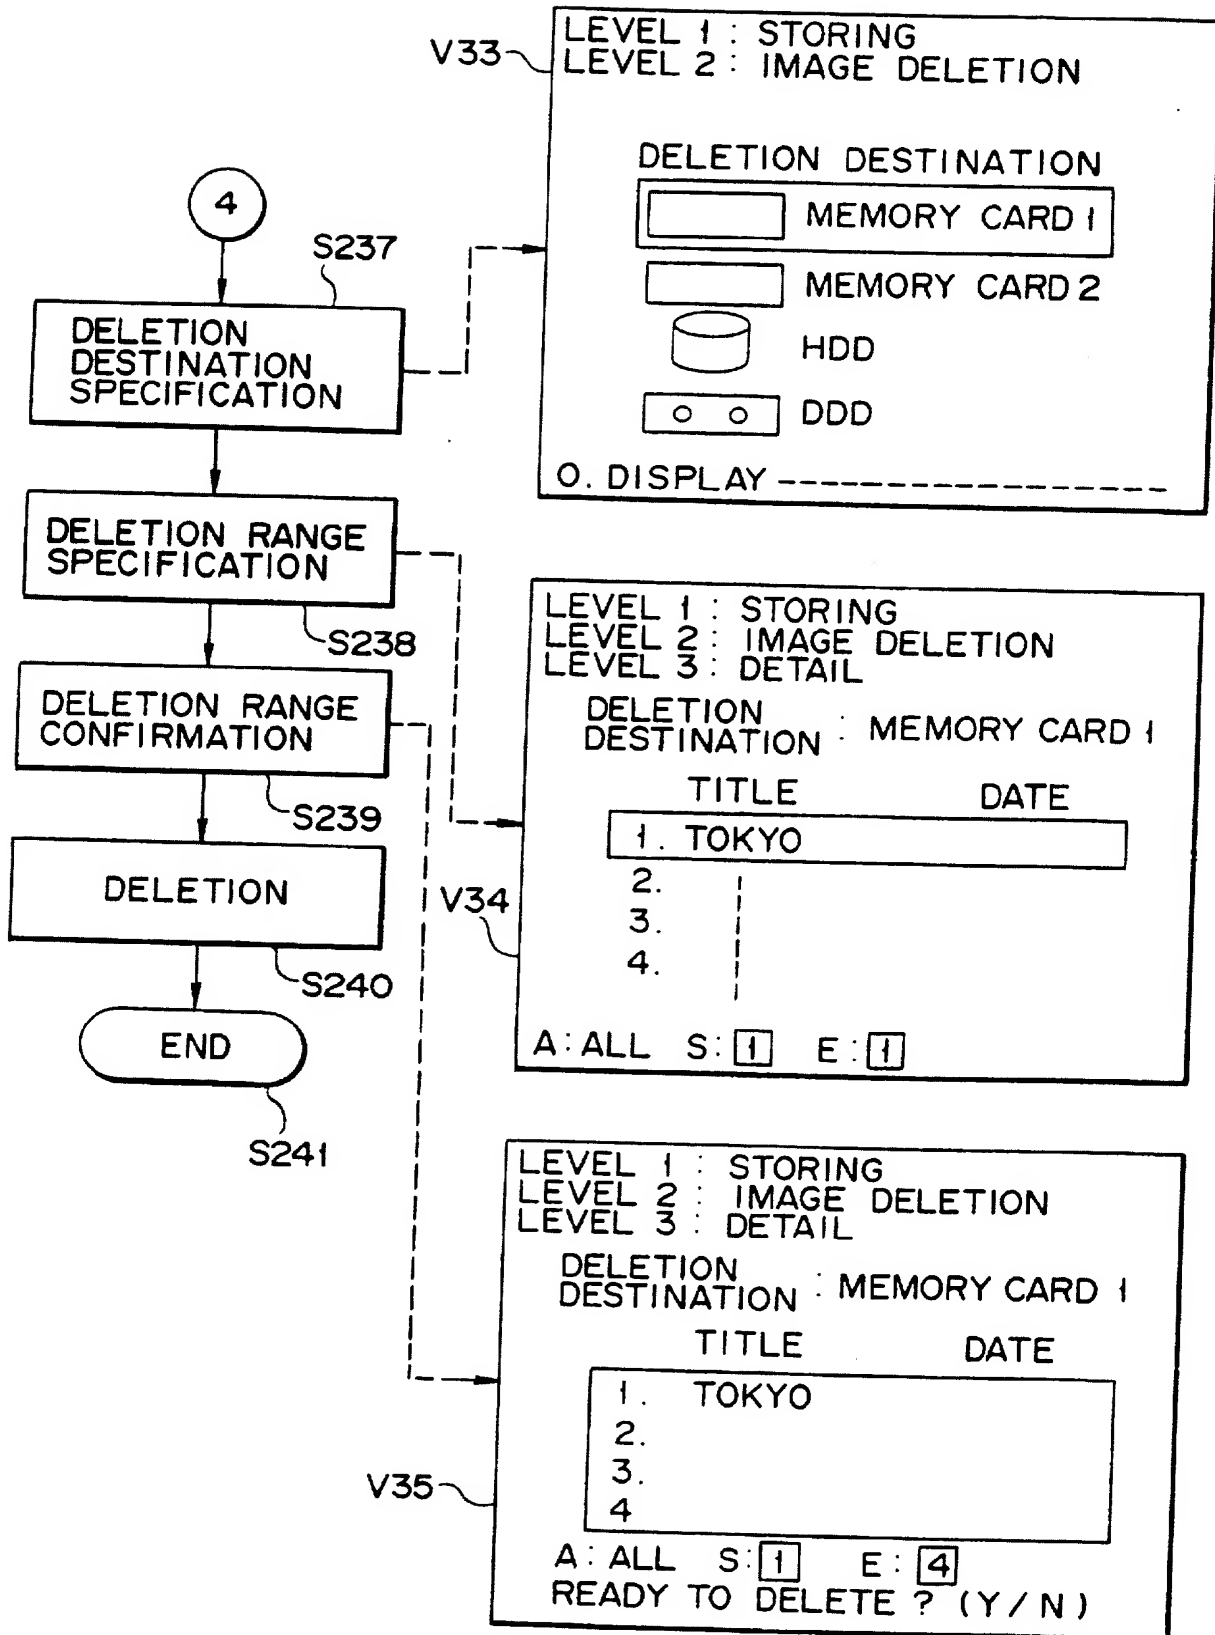 4
S237
DELETION
DESTINATION
SPECIFICATION
DELETION RANGE
SPECIFICATION
S238
DELETION RANGE
CONFIRMATION
S239
DELETION
S240
END
S241
V33
LEVEL 1 : STORING
LEVEL 2 : IMAGE DELETION
DELETION DESTINATION
MEMORY CARD 1
MEMORY CARD 2
HDD
DDD
0. DISPLAY
V34
LEVEL 1 : STORING
LEVEL 2 : IMAGE DELETION
LEVEL 3 : DETAIL
DELETION
DESTINATION : MEMORY CARD 1
TITLE DATE
1. TOKYO
2.
3.
4.
A : ALL S : 1 E : 1
V35
LEVEL 1 : STORING
LEVEL 2 : IMAGE DELETION
LEVEL 3 : DETAIL
DELETION
DESTINATION : MEMORY CARD 1
TITLE DATE
1. TOKYO
2.
3.
4
A : ALL S : 1 E : 4
READY TO DELETE ? (Y/N)